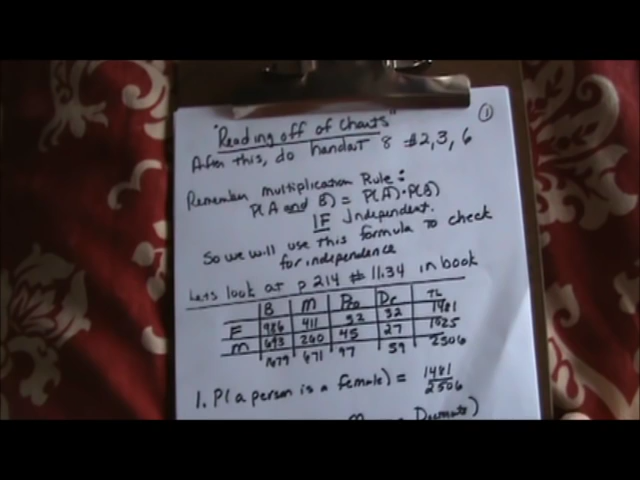 ①
"Reading off of Charts"
After this, do handout 8 #2, 3, 6
Remember multiplication Rule:
P(A and B) = P(A)·P(B)
IF Independent.
So we will use this formula to check
for independence
Lets look at p 214 #11.34 in book
B M Pro Dr TL
F 986 411 52 32 1481
M 693 260 45 27 1025
1679 671 97 59 2506
1. P(a person is a female) = 1481/2506